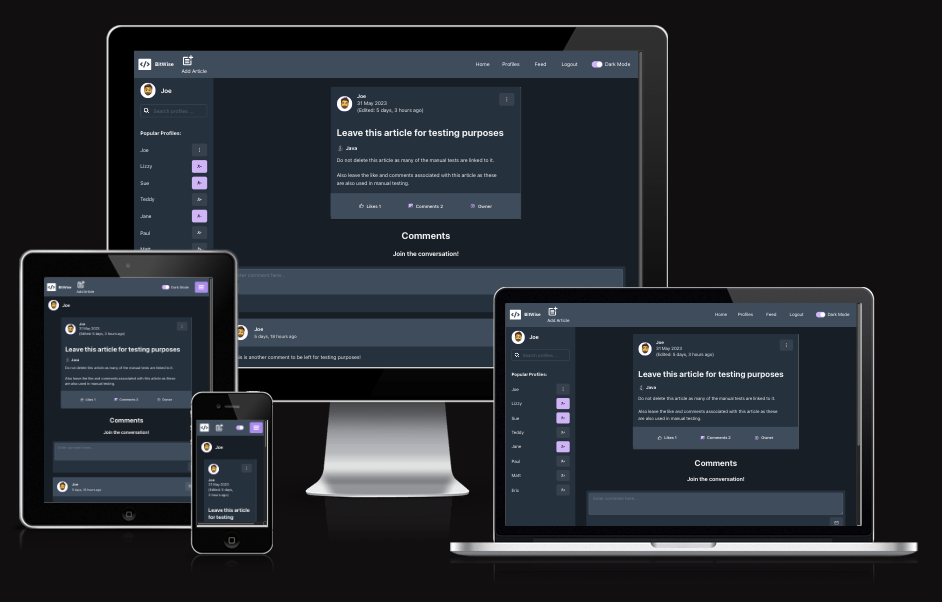 BitWise
Add Article
Home Profiles Feed Logout Dark Mode
Joe
Search profiles...
Popular Profiles:
Joe
Lizzy
Sue
Teddy
Jane
Paul
Matt
Joe
31 May 2023
(Edited: 5 days, 3 hours ago)
Leave this article for testing purposes
Java
Do not delete this article as many of the manual tests are linked to it.
Also leave the like and comments associated with this article as these
are also used in manual testing.
Likes 1 Comments 2 Owner
Comments
Join the conversation!
comment here...
Joe
5 days, 18 hours ago
is another comment to be left for testing purposes!
BitWise
Add Article
Dark Mode
Joe
Joe
31 May 2023
(Edited: 5 days, 3 hours ago)
Leave this article for testing purposes
Java
Do not delete this article as many of the manual tests are linked to it.
Also leave the like and comments associated with this article as these
are also used in manual testing.
Likes 1 Comments 2 Owner
Comments
Join the conversation!
Enter comment here...
Joe
5 days, 18 hours ago
Joe
Joe
31 May 2023
(Edited: 5 days,
3 hours ago)
Leave this article
for testing
BitWise
Add Article
Home Profiles Feed Logout Dark Mode
Joe
Search profiles...
Popular Profiles:
Joe
Lizzy
Sue
Teddy
Jane
Paul
Matt
Eric
Joe
31 May 2023
(Edited: 5 days, 3 hours ago)
Leave this article for testing purposes
Java
Do not delete this article as many of the manual tests are linked to it.
Also leave the like and comments associated with this article as these
are also used in manual testing.
Likes 1 Comments 2 Owner
Comments
Join the conversation!
Enter comment here...